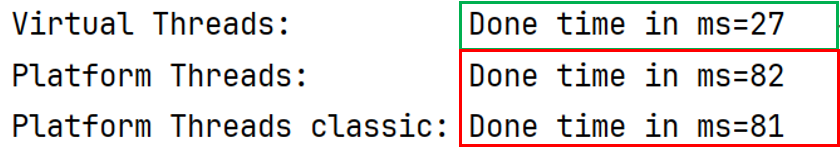 Virtual Threads: Done time in ms=27
Platform Threads: Done time in ms=82
Platform Threads classic: Done time in ms=81